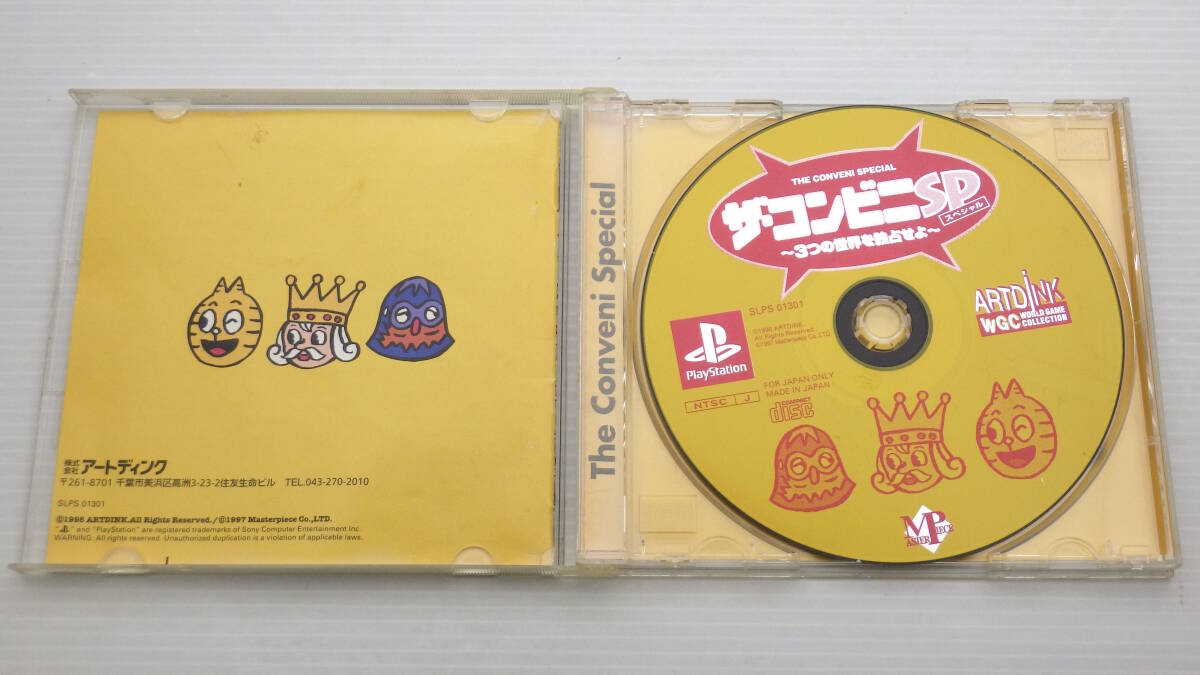 株式
会社 アートディンク
〒261-8701 千葉市美浜区高洲3-23-2住友生命ビル TEL.043-270-2010
SLPS 01301
©1998 ARTDINK.All Rights Reserved./©1997 Masterpiece Co.,LTD.
" " and "PlayStation" are registered trademarks of Sony Computer Entertainment Inc.
WARNING: All rights reserved. Unauthorized duplication is a violation of applicable laws.
The Conveni Special
THE CONVENI SPECIAL
ザ・コンビニSP
スペシャル
～3つの世界を独占せよ～
SLPS 01301
©1998 ARTDINK
All Rights Reserved.
©1997 Masterpiece Co.,LTD.
PlayStation
NTSC J
FOR JAPAN ONLY
MADE IN JAPAN
COMPACT
disc
ARTDINK
WGC WORLD GAME
COLLECTION
MASTER PIECE